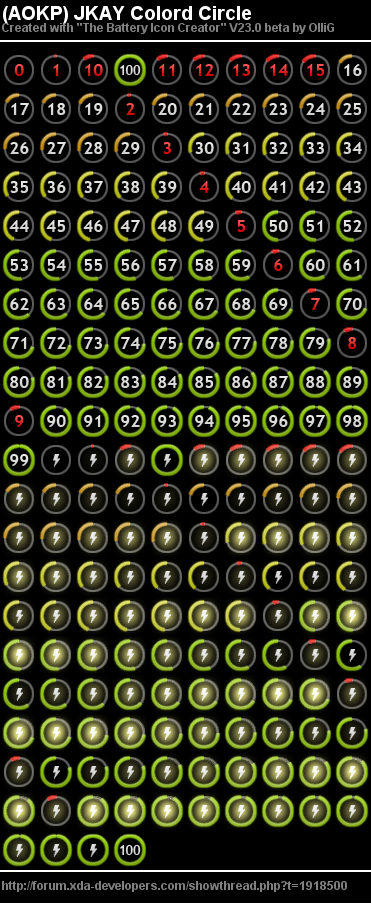 (AOKP) JKAY Colord Circle
Created with "The Battery Icon Creator" V23.0 beta by OlliG
0 1 10 100 11 12 13 14 15 16
17 18 19 2 20 21 22 23 24 25
26 27 28 29 3 30 31 32 33 34
35 36 37 38 39 4 40 41 42 43
44 45 46 47 48 49 5 50 51 52
53 54 55 56 57 58 59 6 60 61
62 63 64 65 66 67 68 69 7 70
71 72 73 74 75 76 77 78 79 8
80 81 82 83 84 85 86 87 88 89
9 90 91 92 93 94 95 96 97 98
99
100
http://forum.xda-developers.com/showthread.php?t=1918500